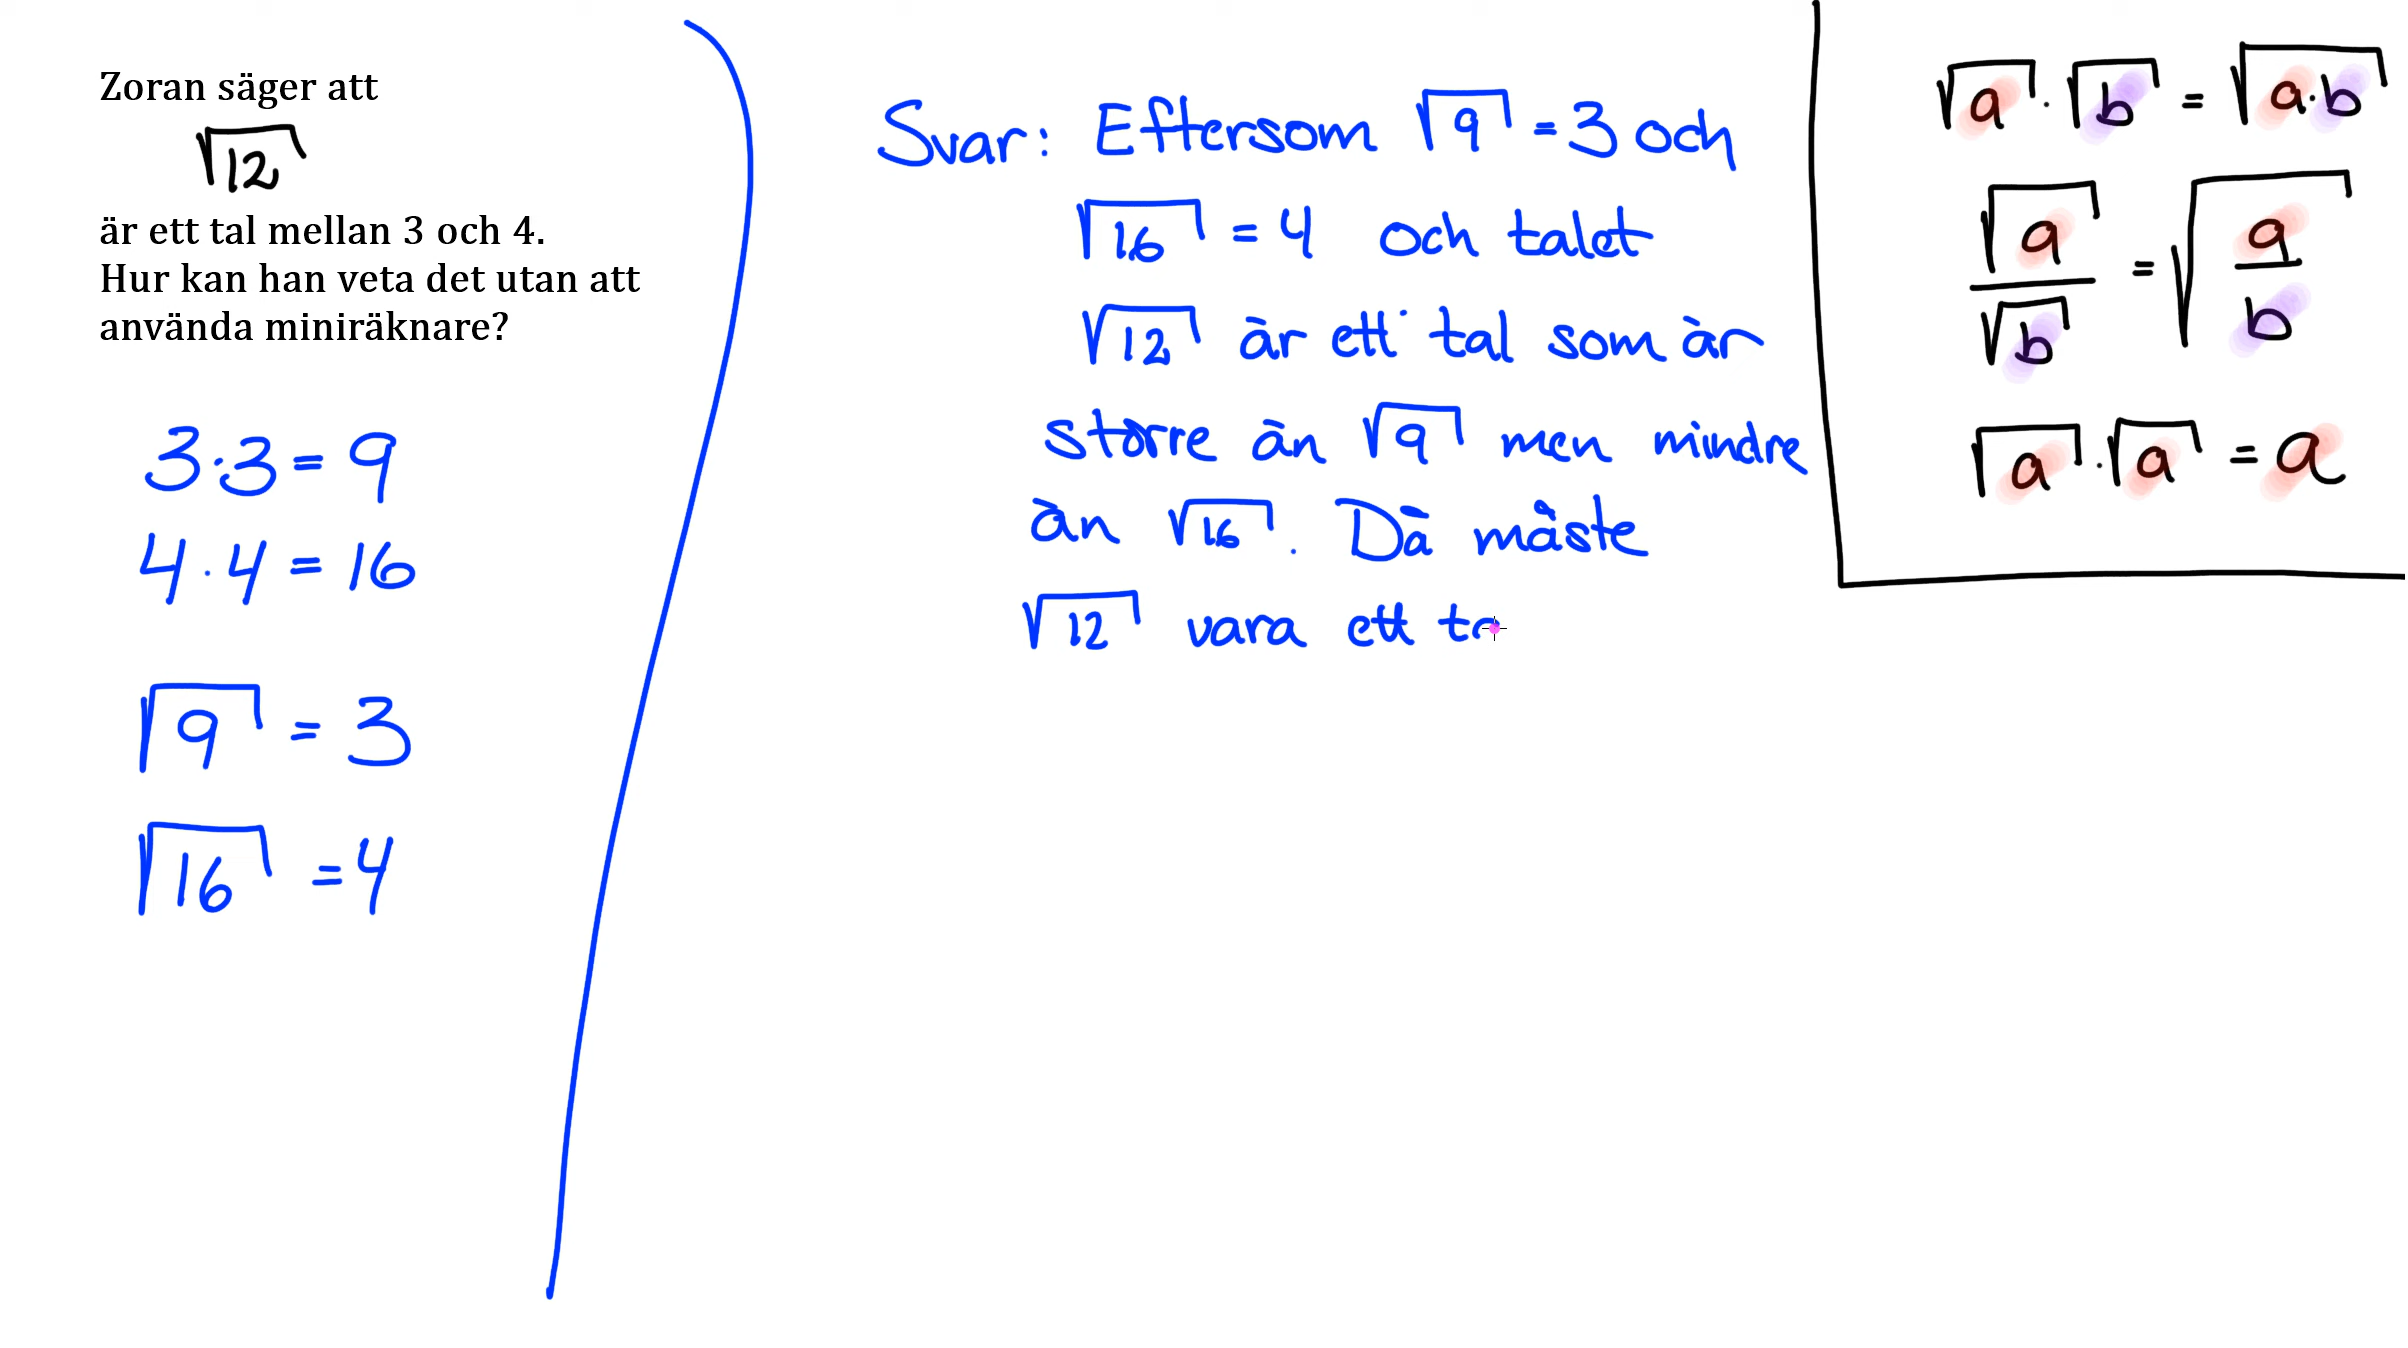 Zoran säger att
√12
är ett tal mellan 3 och 4.
Hur kan han veta det utan att
använda miniräknare?
3·3=9
4·4=16
√9=3
√16=4
Svar: Eftersom √9=3 och
√16=4 och talet
√12 är ett tal som är
större än √9 men mindre
än √16. Då måste
√12 vara ett ta
√a·√b=√a·b
√a/√b=√a/b
√a·√a=a